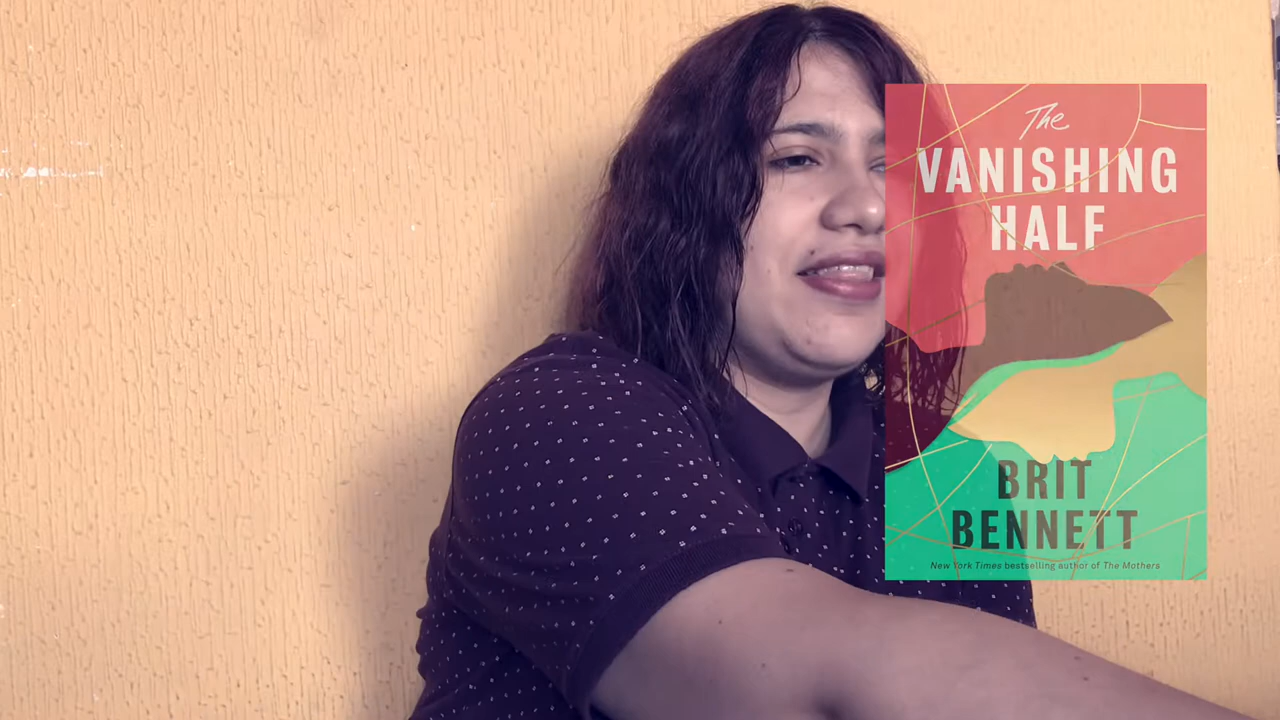 The
VANISHING
HALF
BRIT
BENNETT
New York Times bestselling author of The Mothers